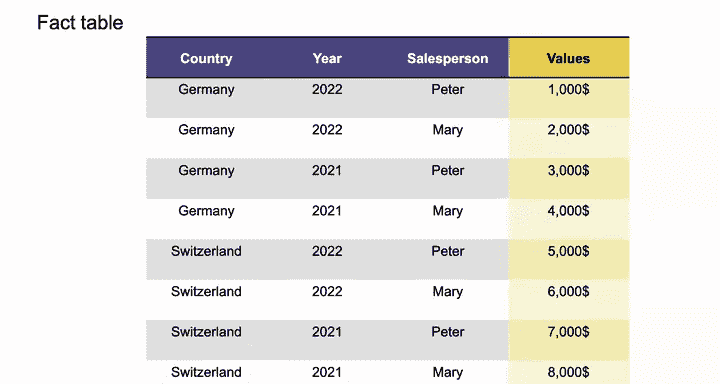 Fact table
Country Year Salesperson Values
Germany 2022 Peter 1,000$
Germany 2022 Mary 2,000$
Germany 2021 Peter 3,000$
Germany 2021 Mary 4,000$
Switzerland 2022 Peter 5,000$
Switzerland 2022 Mary 6,000$
Switzerland 2021 Peter 7,000$
Switzerland 2021 Mary 8,000$